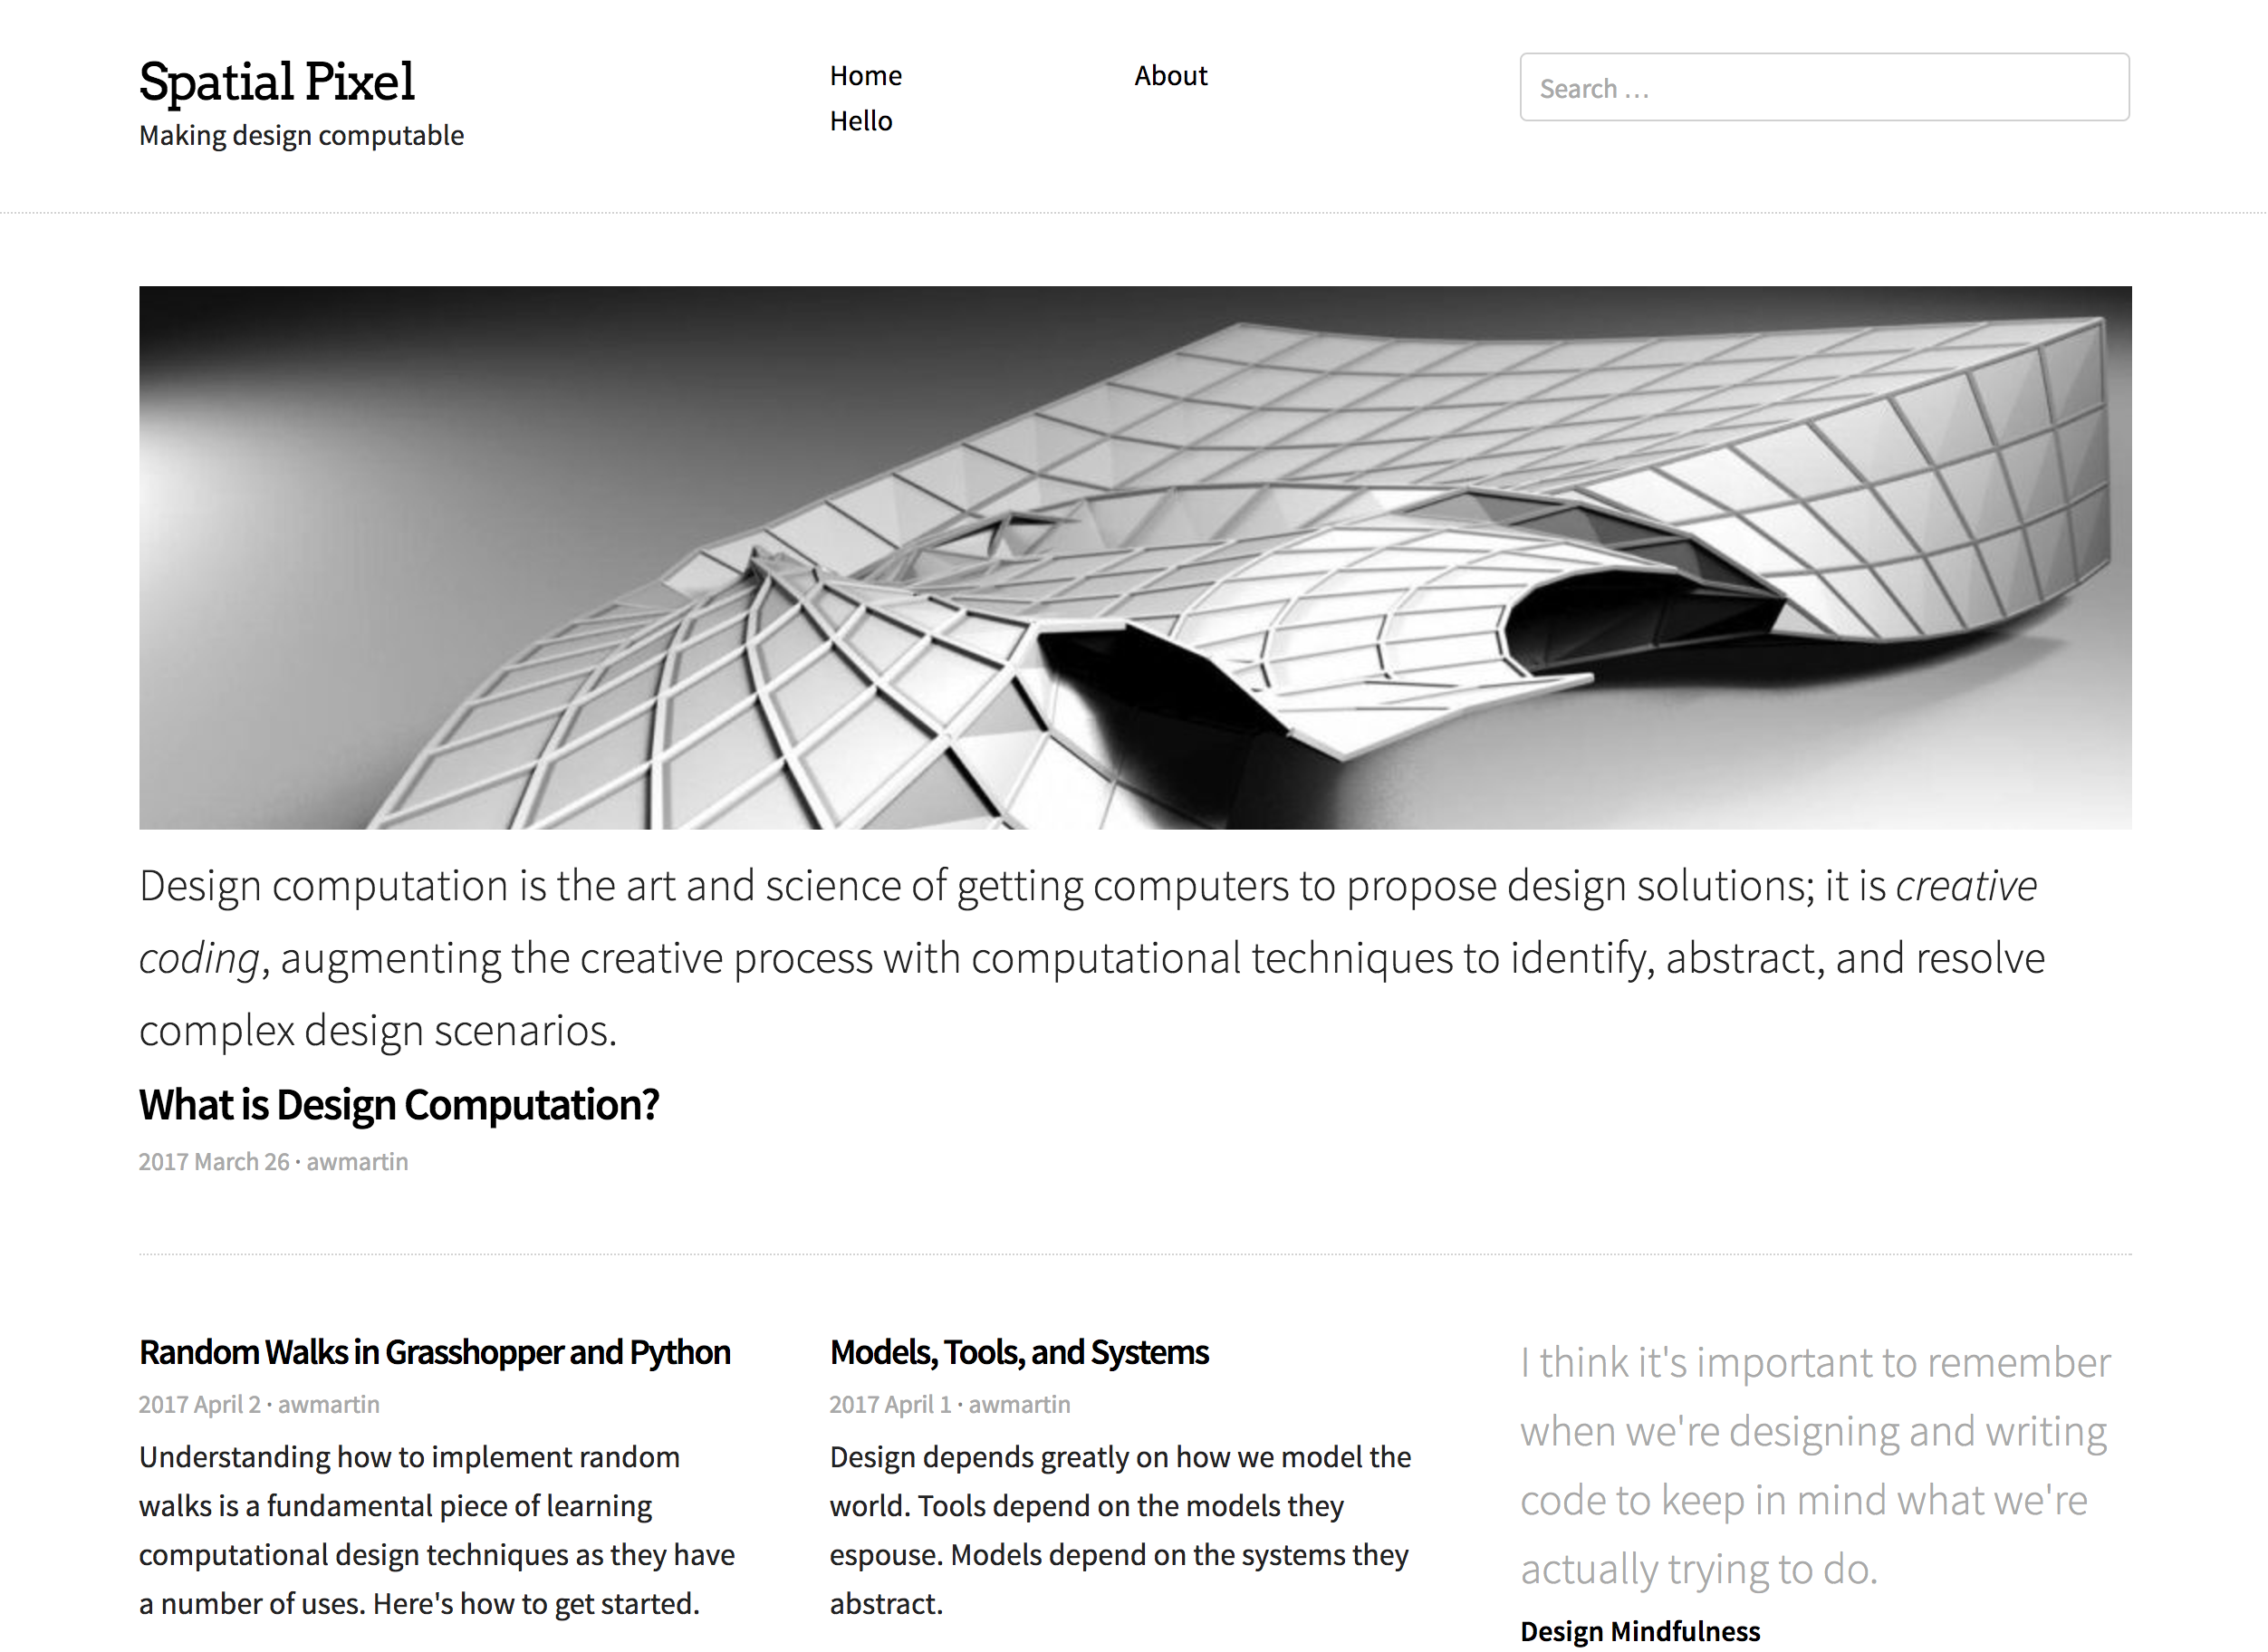 Spatial Pixel
Making design computable
Home
About
Hello
Search …
Design computation is the art and science of getting computers to propose design solutions; it is creative
coding, augmenting the creative process with computational techniques to identify, abstract, and resolve
complex design scenarios.
What is Design Computation?
2017 March 26 · awmartin
Random Walks in Grasshopper and Python
2017 April 2 · awmartin
Understanding how to implement random
walks is a fundamental piece of learning
computational design techniques as they have
a number of uses. Here's how to get started.
Models, Tools, and Systems
2017 April 1 · awmartin
Design depends greatly on how we model the
world. Tools depend on the models they
espouse. Models depend on the systems they
abstract.
I think it's important to remember
when we're designing and writing
code to keep in mind what we're
actually trying to do.
Design Mindfulness